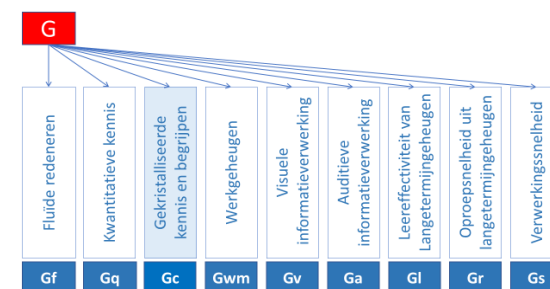 G
Fluïde redeneren
Kwantitatieve kennis
Gekristalliseerde
kennis en begrijpen
Werkgeheugen
Visuele
informatieverwerking
Auditieve
informatieverwerking
Leereffectiviteit van
Langetermijngeheugen
Oproepsnelheid uit
langetermijngeheugen
Verwerkingssnelheid
Gf
Gq
Gc
Gwm
Gv
Ga
Gl
Gr
Gs